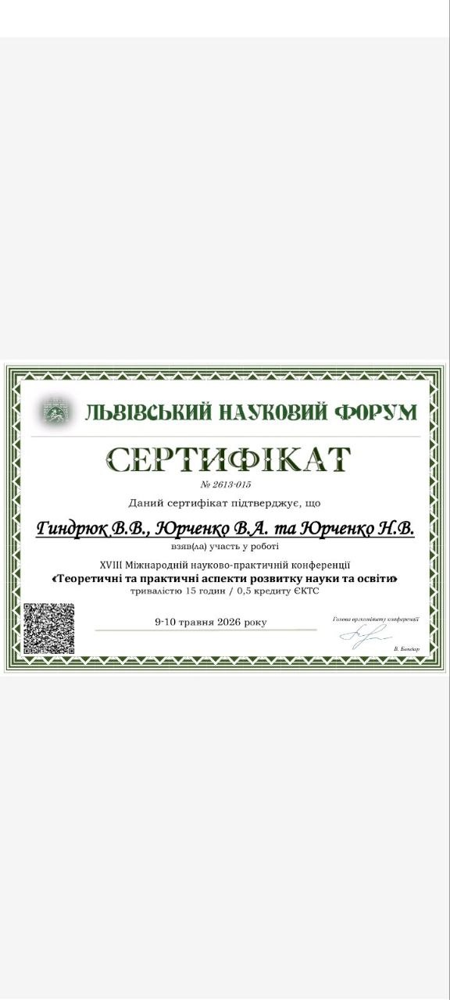 ЛЬВІВСЬКИЙ НАУКОВИЙ ФОРУМ
СЕРТИФІКАТ
№ 2613-015
Даний сертифікат підтверджує, що
Гиндрюк В.В., Юрченко В.А. та Юрченко Н.В.
взяв(ла) участь у роботі
XVIII Міжнародній науково-практичній конференції
«Теоретичні та практичні аспекти розвитку науки та освіти»
тривалістю 15 годин / 0,5 кредиту ЄКТС
9-10 травня 2026 року
Голова оргкомітету конференції
В. Бондар